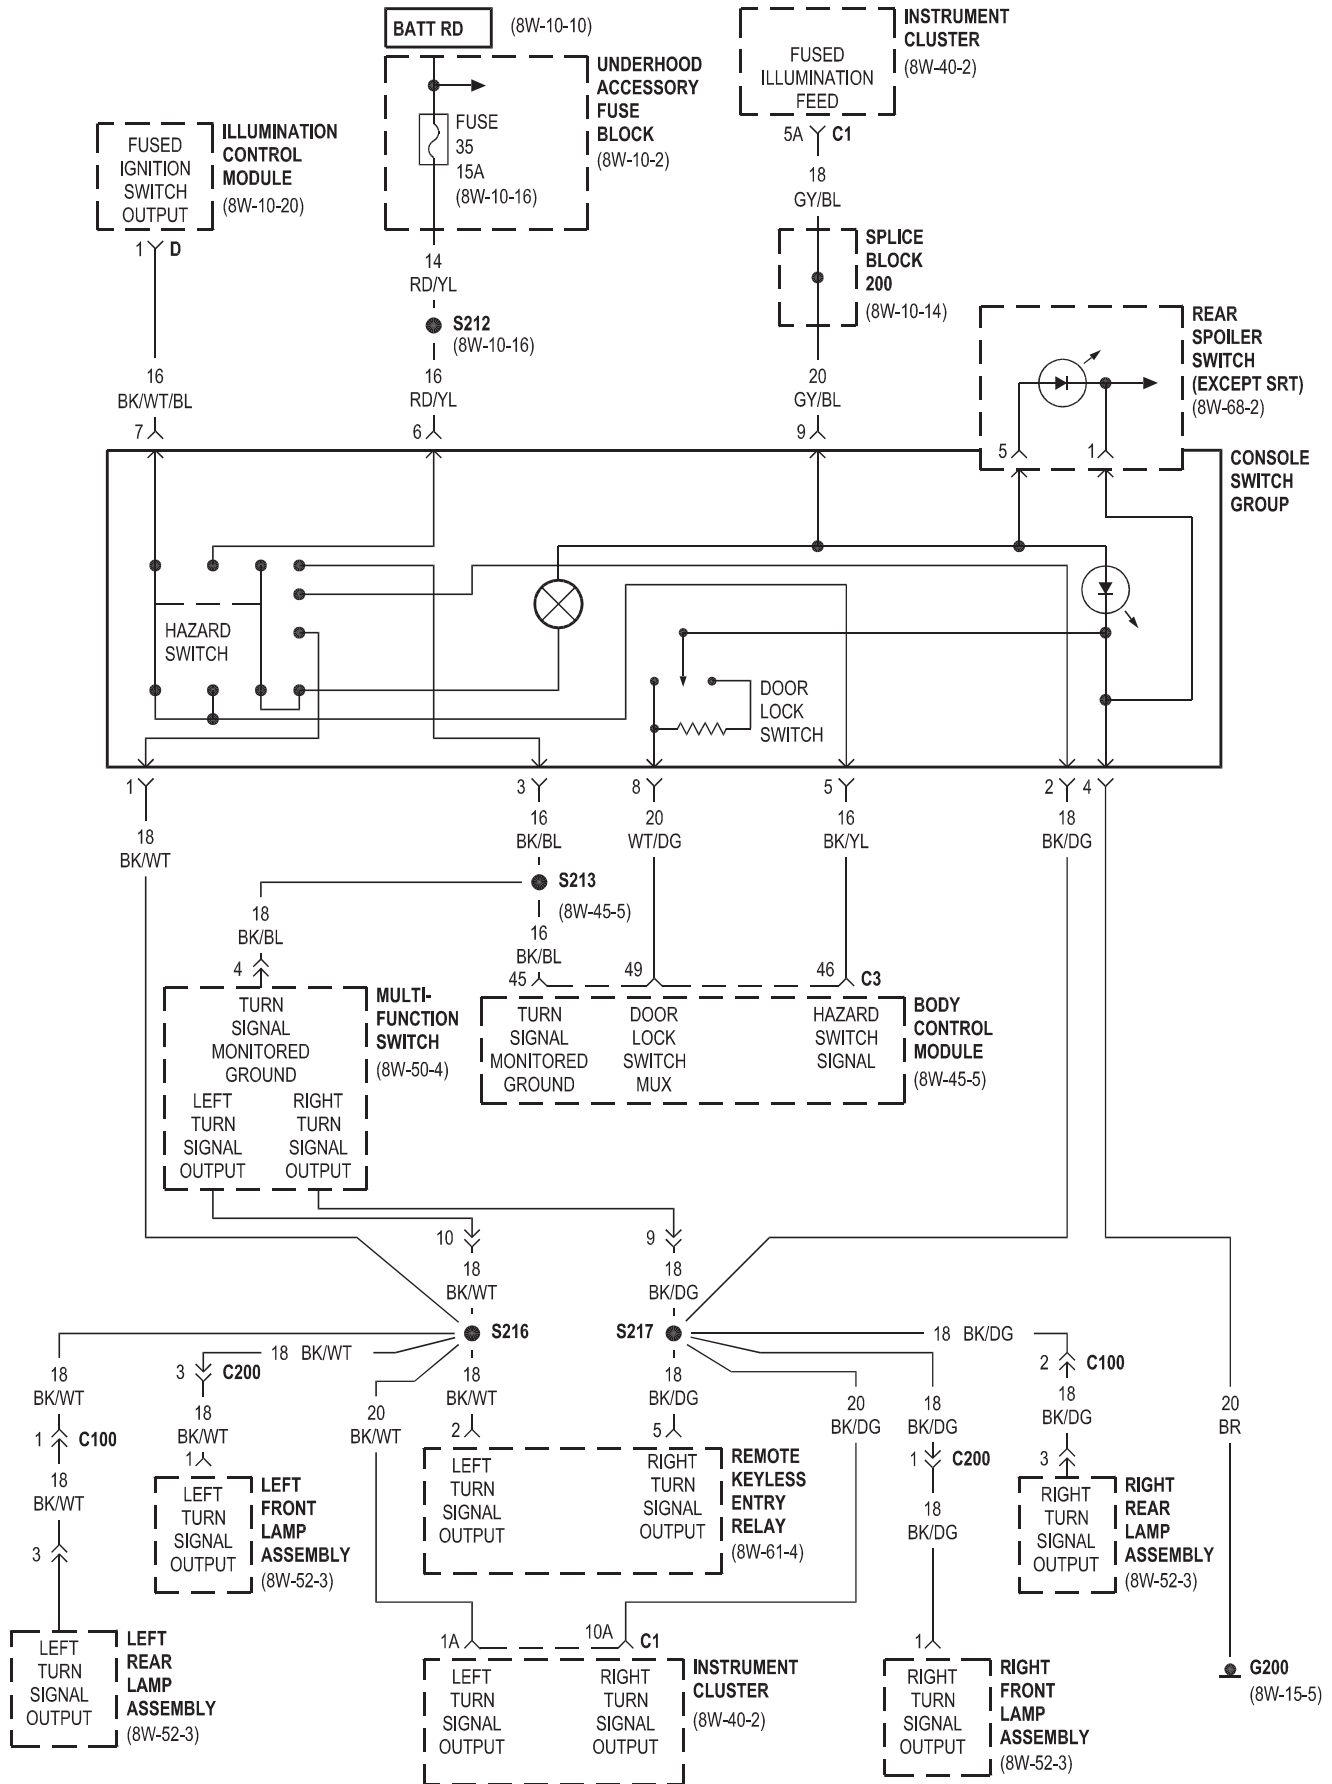 BATT RD
(8W-10-10)
UNDERHOOD
ACCESSORY
FUSE
BLOCK
(8W-10-2)
FUSE
35
15A
(8W-10-16)
INSTRUMENT
CLUSTER
(8W-40-2)
FUSED
ILLUMINATION
FEED
5A
C1
18
GY/BL
FUSED
IGNITION
SWITCH
OUTPUT
ILLUMINATION
CONTROL
MODULE
(8W-10-20)
1
D
14
RD/YL
S212
(8W-10-16)
SPLICE
BLOCK
200
(8W-10-14)
REAR
SPOILER
SWITCH
(EXCEPT SRT)
(8W-68-2)
16
BK/WT/BL
7
16
RD/YL
6
20
GY/BL
9
5
1
CONSOLE
SWITCH
GROUP
HAZARD
SWITCH
DOOR
LOCK
SWITCH
1
3
8
5
2
4
18
BK/WT
16
BK/BL
20
WT/DG
16
BK/YL
18
BK/DG
S213
(8W-45-5)
18
BK/BL
4
16
BK/BL
45
49
46
C3
TURN
SIGNAL
MONITORED
GROUND
LEFT
TURN
SIGNAL
OUTPUT
RIGHT
TURN
SIGNAL
OUTPUT
MULTI-
FUNCTION
SWITCH
(8W-50-4)
TURN
SIGNAL
MONITORED
GROUND
DOOR
LOCK
SWITCH
MUX
HAZARD
SWITCH
SIGNAL
BODY
CONTROL
MODULE
(8W-45-5)
10
9
18
BK/WT
18
BK/DG
S216
S217
18 BK/WT
18 BK/DG
3
C200
2
C100
18
BK/WT
18
BK/WT
20
BK/WT
18
BK/WT
18
BK/DG
20
BK/DG
18
BK/DG
18
BK/DG
20
BR
1
C100
1
2
5
1
C200
3
18
BK/WT
3
LEFT
TURN
SIGNAL
OUTPUT
LEFT
FRONT
LAMP
ASSEMBLY
(8W-52-3)
LEFT
TURN
SIGNAL
OUTPUT
RIGHT
TURN
SIGNAL
OUTPUT
REMOTE
KEYLESS
ENTRY
RELAY
(8W-61-4)
18
BK/DG
RIGHT
TURN
SIGNAL
OUTPUT
RIGHT
REAR
LAMP
ASSEMBLY
(8W-52-3)
LEFT
TURN
SIGNAL
OUTPUT
LEFT
REAR
LAMP
ASSEMBLY
(8W-52-3)
1A
10A
C1
LEFT
TURN
SIGNAL
OUTPUT
RIGHT
TURN
SIGNAL
OUTPUT
INSTRUMENT
CLUSTER
(8W-40-2)
1
RIGHT
TURN
SIGNAL
OUTPUT
RIGHT
FRONT
LAMP
ASSEMBLY
(8W-52-3)
G200
(8W-15-5)